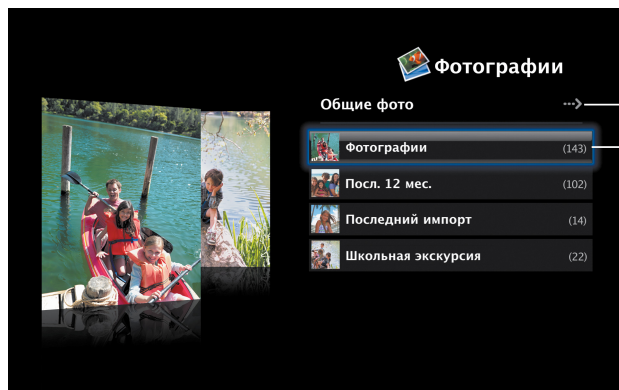 Фотографии
Общие фото
Фотографии (143)
Посл. 12 мес. (102)
Последний импорт (14)
Школьная экскурсия (22)